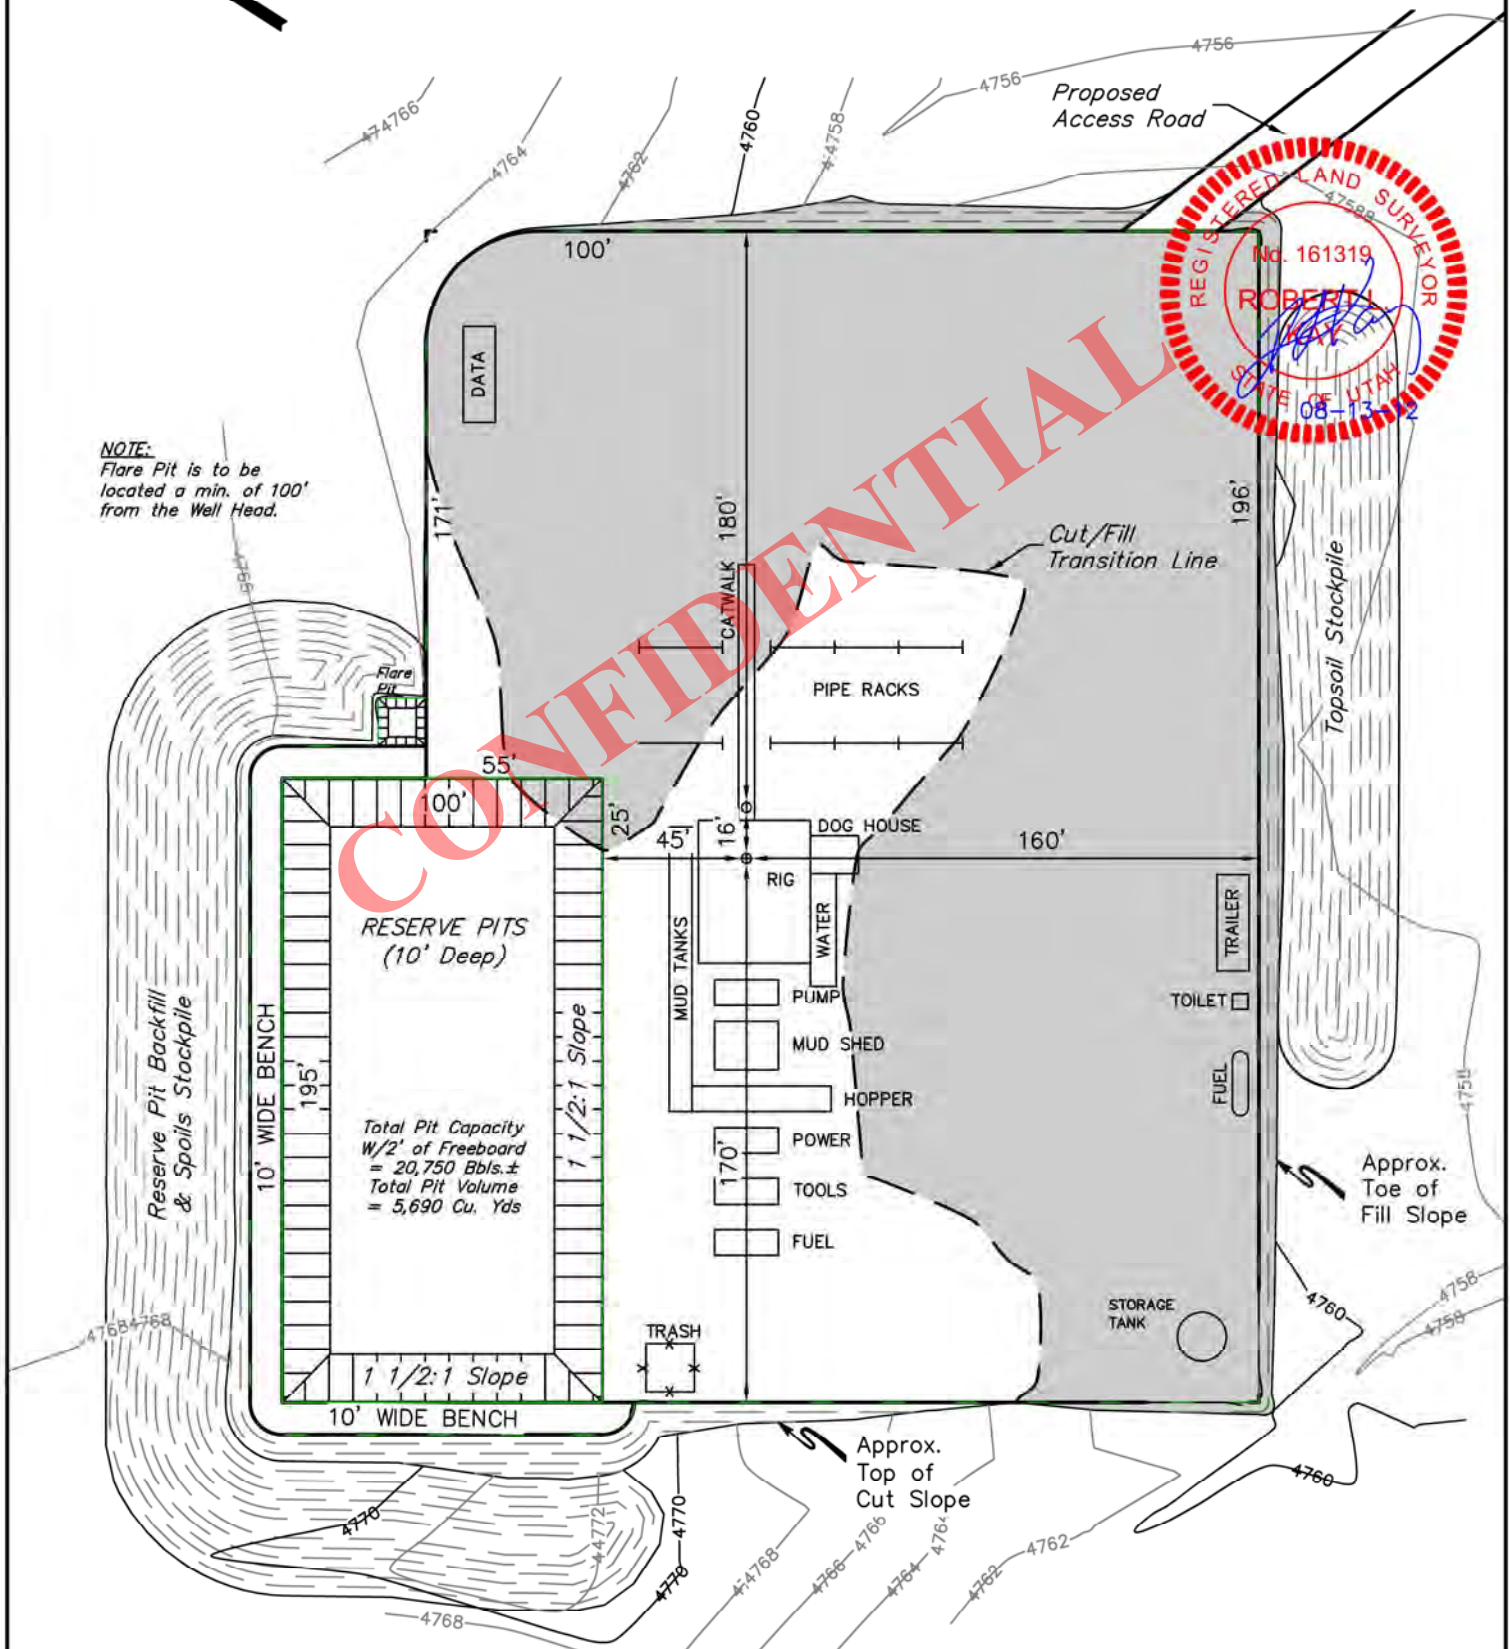 4756
4756
474766
4764
4762
4760
4758
Proposed
Access Road
REGISTERED LAND SURVEYOR
No. 161319
ROBERT L.
KAY
STATE OF UTAH
08-13-12
100'
DATA
NOTE:
Flare Pit is to be
located a min. of 100'
from the Well Head.
171'
CATWALK
180'
196'
Cut/Fill
Transition Line
CONFIDENTIAL
Topsoil Stockpile
Flare
Pit
PIPE RACKS
55'
100'
25'
45'
16'
DOG HOUSE
160'
RIG
RESERVE PITS
(10' Deep)
MUD TANKS
WATER
TRAILER
PUMP
TOILET
MUD SHED
FUEL
HOPPER
Reserve Pit Backfill
& Spoils Stockpile
10' WIDE BENCH
195'
1 1/2:1 Slope
Total Pit Capacity
W/2' of Freeboard
= 20,750 Bbls.±
Total Pit Volume
= 5,690 Cu. Yds
POWER
170'
TOOLS
FUEL
Approx.
Toe of
Fill Slope
4758
4760
4758
STORAGE
TANK
TRASH
47684768
1 1/2:1 Slope
10' WIDE BENCH
Approx.
Top of
Cut Slope
4760
4770
44772
4770
4766
4764
4762
4768
4766
4764
4762
4770
4768